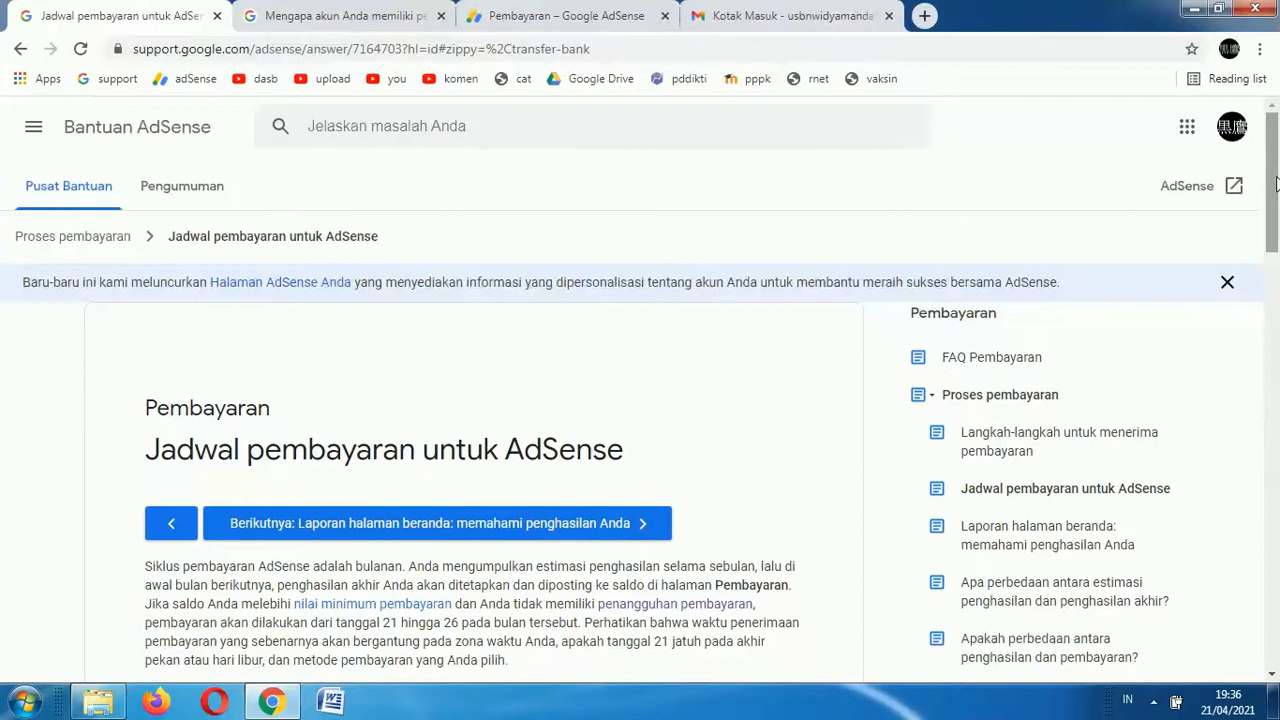 Jadwal pembayaran untuk AdSen
Mengapa akun Anda memiliki pe
Pembayaran – Google AdSense
Kotak Masuk - usbnwidyamanda
support.google.com/adsense/answer/7164703?hl=id#zippy=%2Ctransfer-bank
Apps
support
adSense
dasb
upload
you
komen
cat
Google Drive
pddikti
pppk
rnet
vaksin
Reading list
Bantuan AdSense
Jelaskan masalah Anda
黒鷹
Pusat Bantuan
Pengumuman
AdSense
Proses pembayaran
Jadwal pembayaran untuk AdSense
Baru-baru ini kami meluncurkan Halaman AdSense Anda yang menyediakan informasi yang dipersonalisasi tentang akun Anda untuk membantu meraih sukses bersama AdSense.
Pembayaran
Jadwal pembayaran untuk AdSense
Berikutnya: Laporan halaman beranda: memahami penghasilan Anda
Siklus pembayaran AdSense adalah bulanan. Anda mengumpulkan estimasi penghasilan selama sebulan, lalu di
awal bulan berikutnya, penghasilan akhir Anda akan ditetapkan dan diposting ke saldo di halaman Pembayaran.
Jika saldo Anda melebihi nilai minimum pembayaran dan Anda tidak memiliki penangguhan pembayaran,
pembayaran akan dilakukan dari tanggal 21 hingga 26 pada bulan tersebut. Perhatikan bahwa waktu penerimaan
pembayaran yang sebenarnya akan bergantung pada zona waktu Anda, apakah tanggal 21 jatuh pada akhir
pekan atau hari libur, dan metode pembayaran yang Anda pilih.
Pembayaran
FAQ Pembayaran
Proses pembayaran
Langkah-langkah untuk menerima
pembayaran
Jadwal pembayaran untuk AdSense
Laporan halaman beranda:
memahami penghasilan Anda
Apa perbedaan antara estimasi
penghasilan dan penghasilan akhir?
Apakah perbedaan antara
penghasilan dan pembayaran?
IN
19:36
21/04/2021